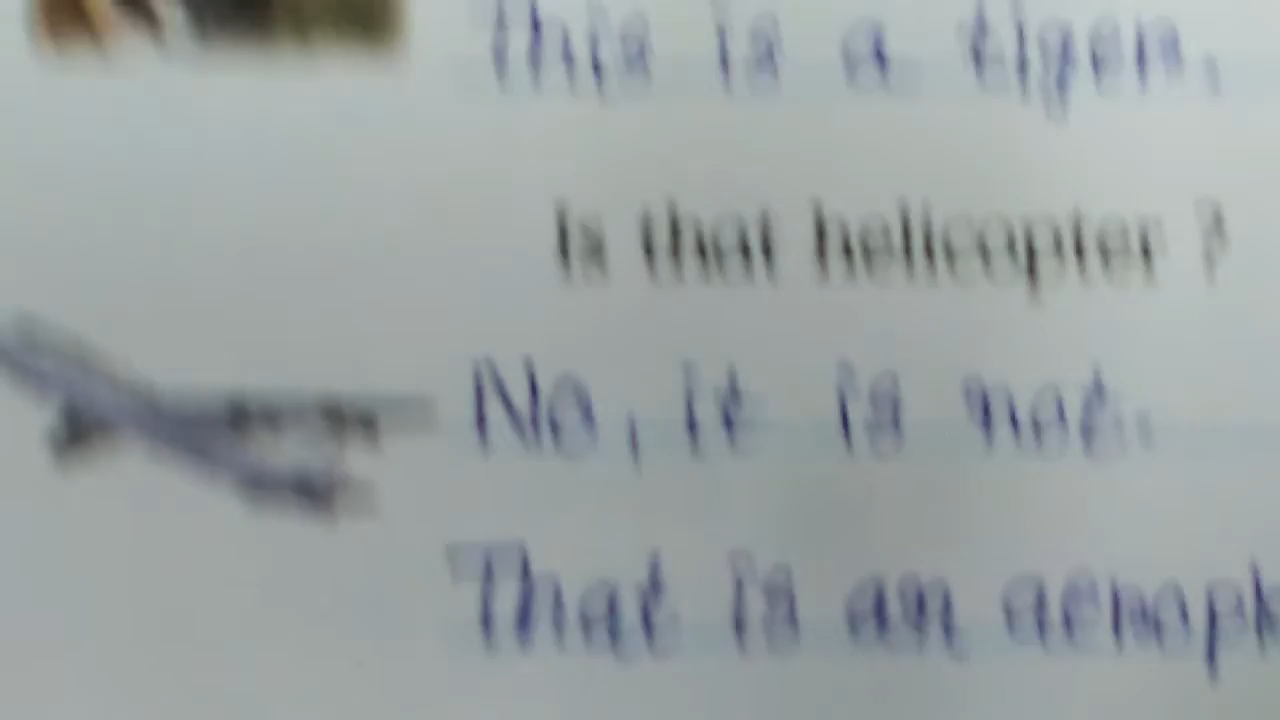 This is a tiger.
Is that helicopter ?
No, it is not.
That is an